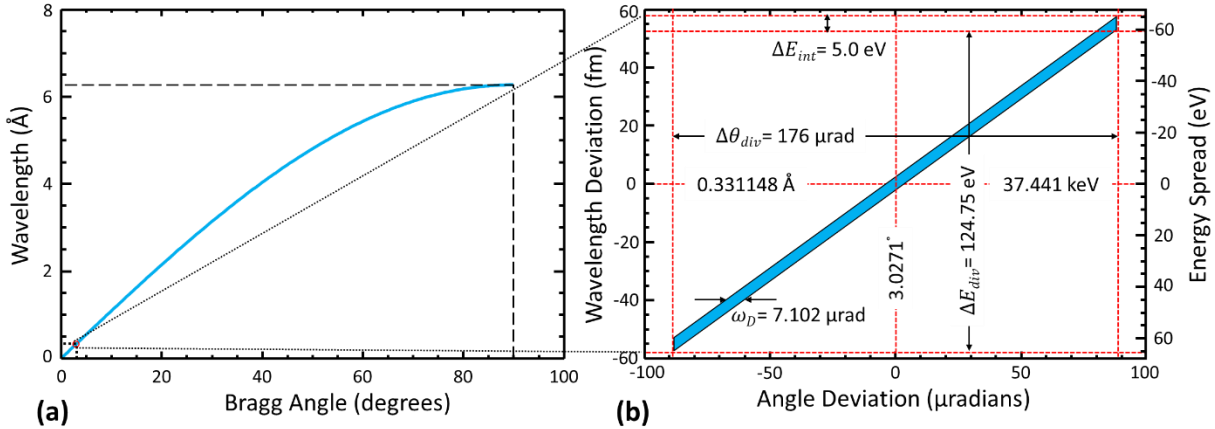 Wavelength (Å)
8
6
4
2
0
0 20 40 60 80 100
Bragg Angle (degrees)
(a)
Wavelength Deviation (fm)
60
40
20
0
-20
-40
-60
-100 -50 0 50 100
Angle Deviation (µradians)
(b)
Energy Spread (eV)
-60
-40
-20
0
20
40
60
ΔE_int= 5.0 eV
Δθ_div= 176 µrad
0.331148 Å
37.441 keV
3.0271°
ΔE_div= 124.75 eV
ω_D= 7.102 µrad